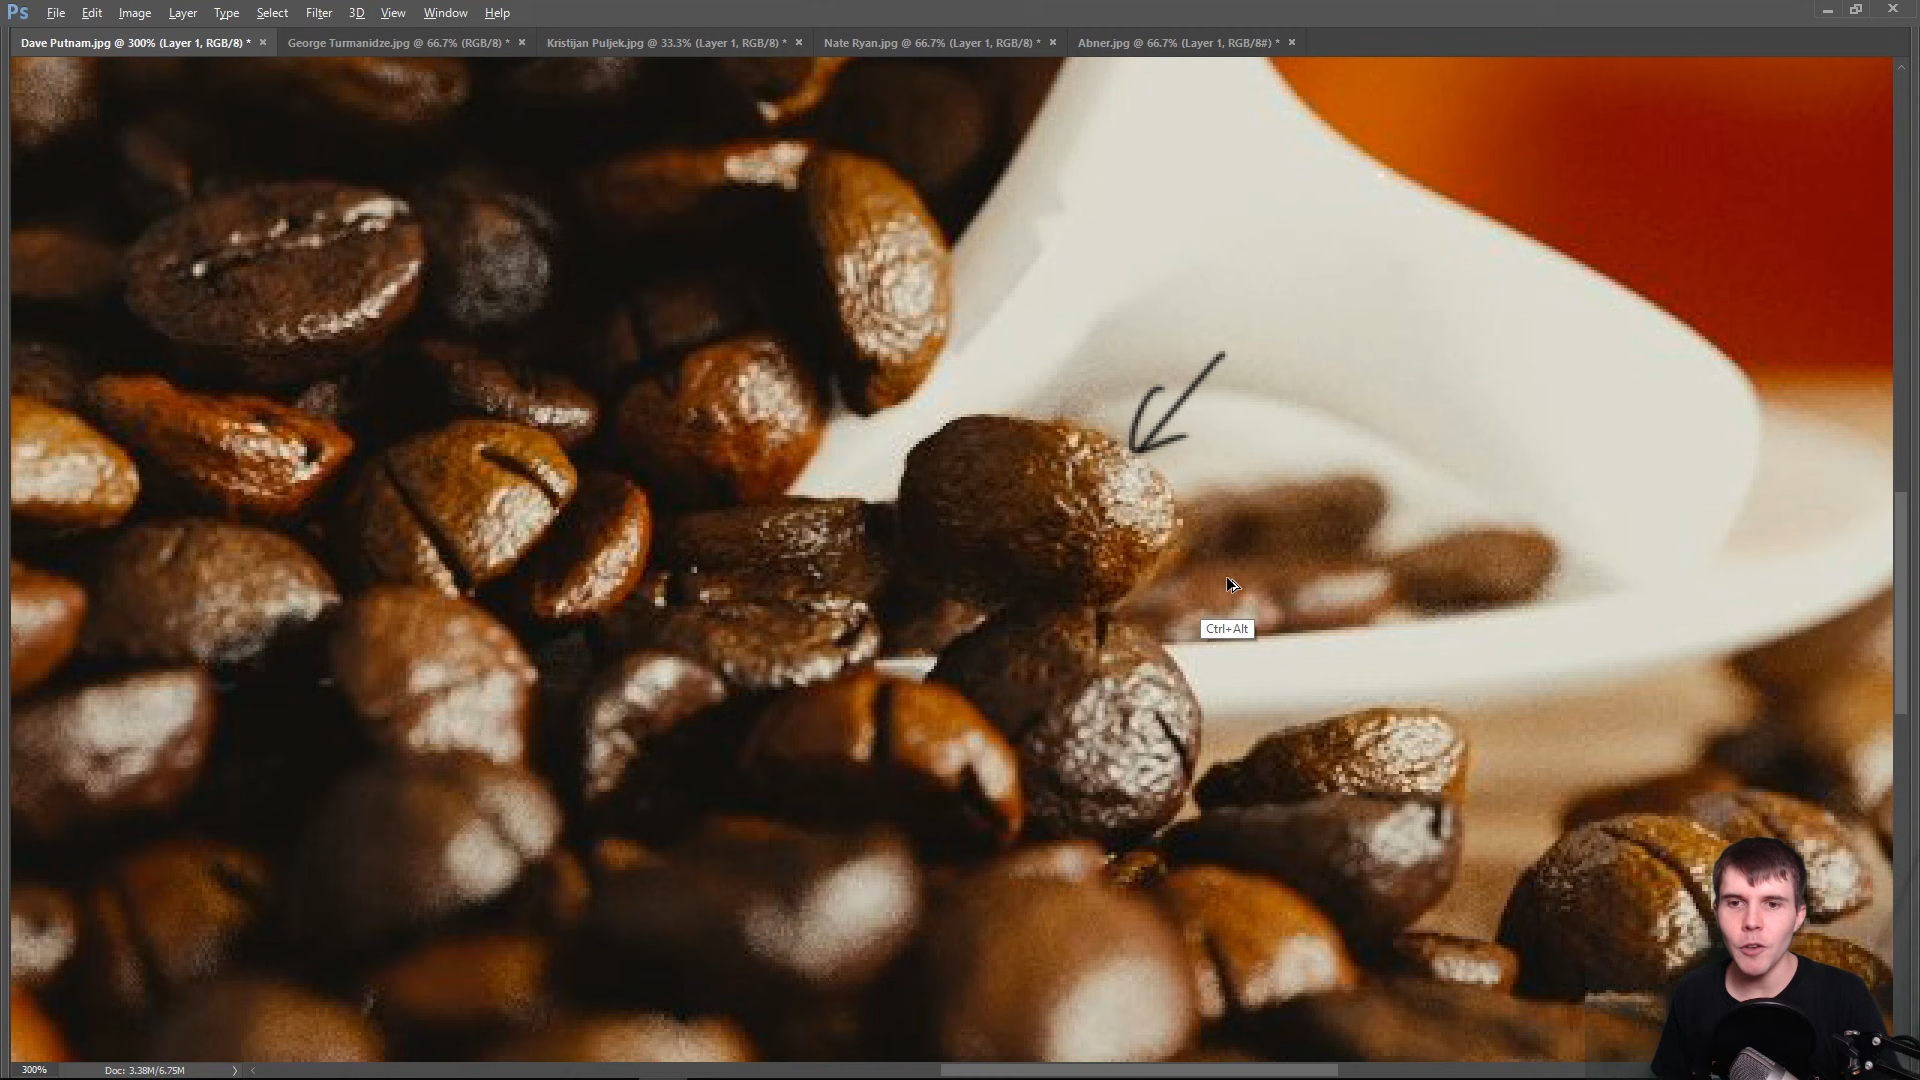 Ps File Edit Image Layer Type Select Filter 3D View Window Help
Dave Putnam.jpg @ 300% (Layer 1, RGB/8) * George Turmanidze.jpg @ 66.7% (RGB/8) * Kristijan Puljek.jpg @ 33.3% (Layer 1, RGB/8) * Nate Ryan.jpg @ 66.7% (Layer 1, RGB/8) * Abner.jpg @ 66.7% (Layer 1, RGB/8#) *
Ctrl+Alt
300% Doc: 3.38M/6.75M